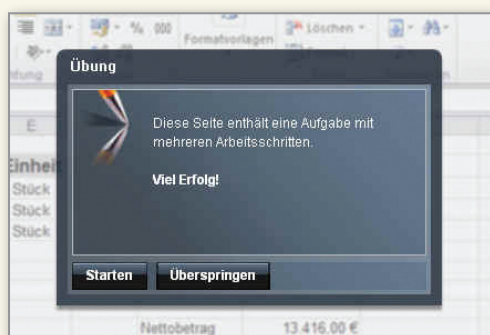 % 000
Formatvorlagen
Löschen
Übung
E
Einheit
Stück
Stück
Stück
Diese Seite enthält eine Aufgabe mit
mehreren Arbeitsschritten.
Viel Erfolg!
Starten
Überspringen
Nettobetrag 13.416,00 €